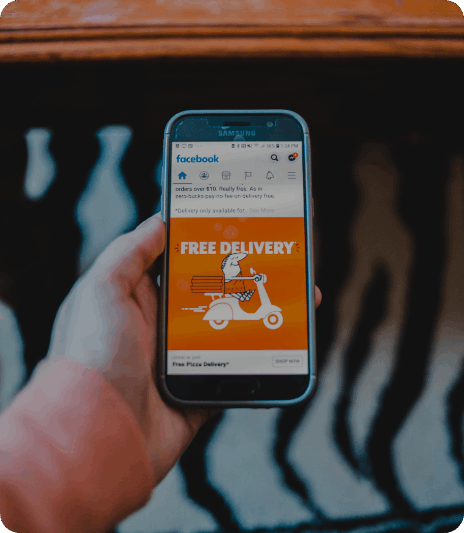 SAMSUNG
facebook
orders over $10. Really free. As in
zero-bucks-pay-no-fee on delivery free.
*Delivery only available for... See More
FREE DELIVERY
Free Pizza Delivery*
SHOP NOW